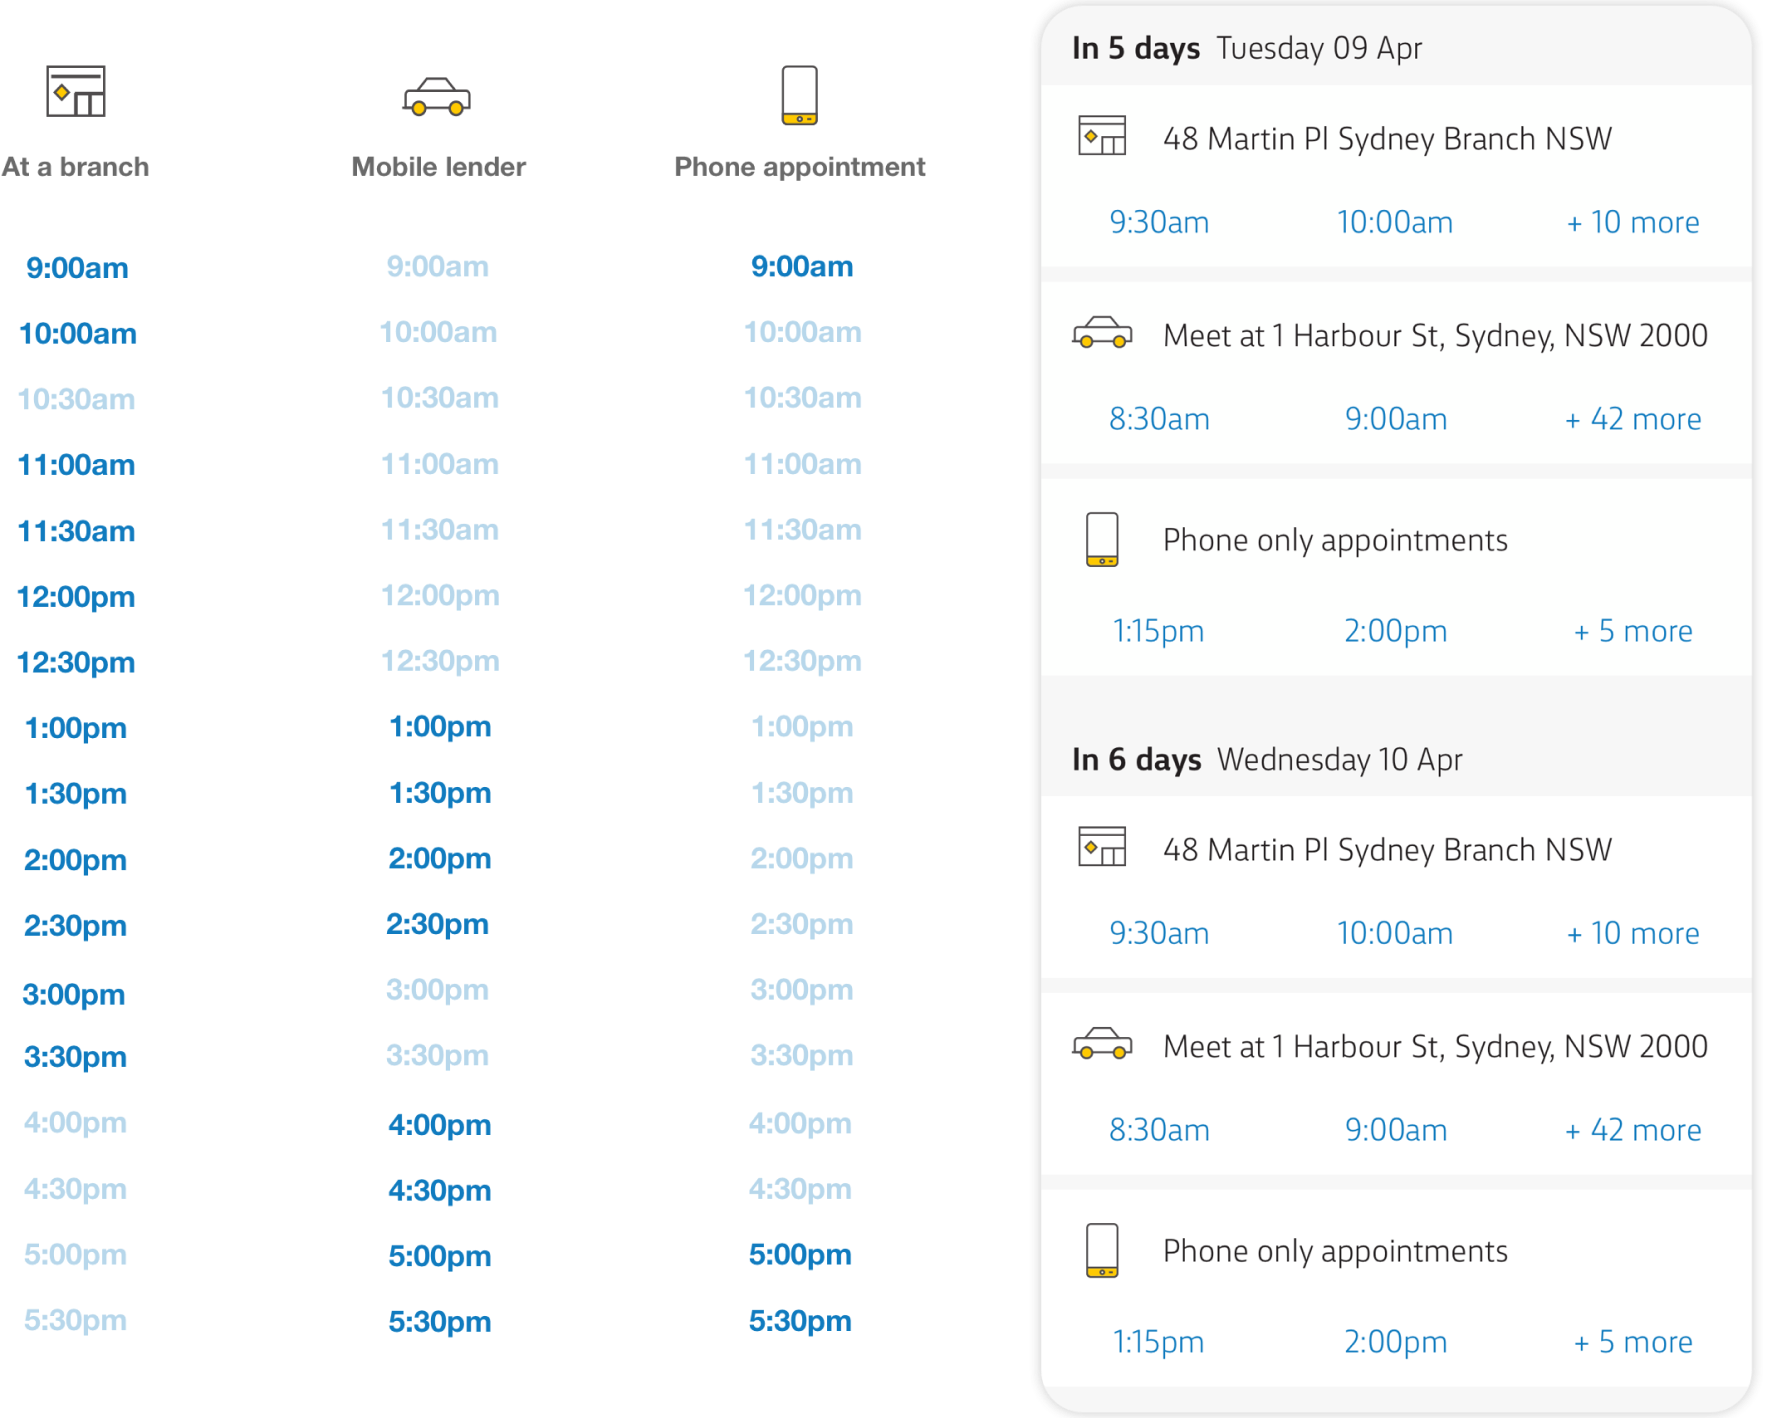 At a branch
Mobile lender
Phone appointment
9:00am 9:00am 9:00am
10:00am 10:00am 10:00am
10:30am 10:30am 10:30am
11:00am 11:00am 11:00am
11:30am 11:30am 11:30am
12:00pm 12:00pm 12:00pm
12:30pm 12:30pm 12:30pm
1:00pm 1:00pm 1:00pm
1:30pm 1:30pm 1:30pm
2:00pm 2:00pm 2:00pm
2:30pm 2:30pm 2:30pm
3:00pm 3:00pm 3:00pm
3:30pm 3:30pm 3:30pm
4:00pm 4:00pm 4:00pm
4:30pm 4:30pm 4:30pm
5:00pm 5:00pm 5:00pm
5:30pm 5:30pm 5:30pm
In 5 days Tuesday 09 Apr
48 Martin Pl Sydney Branch NSW
9:30am 10:00am + 10 more
Meet at 1 Harbour St, Sydney, NSW 2000
8:30am 9:00am + 42 more
Phone only appointments
1:15pm 2:00pm + 5 more
In 6 days Wednesday 10 Apr
48 Martin Pl Sydney Branch NSW
9:30am 10:00am + 10 more
Meet at 1 Harbour St, Sydney, NSW 2000
8:30am 9:00am + 42 more
Phone only appointments
1:15pm 2:00pm + 5 more